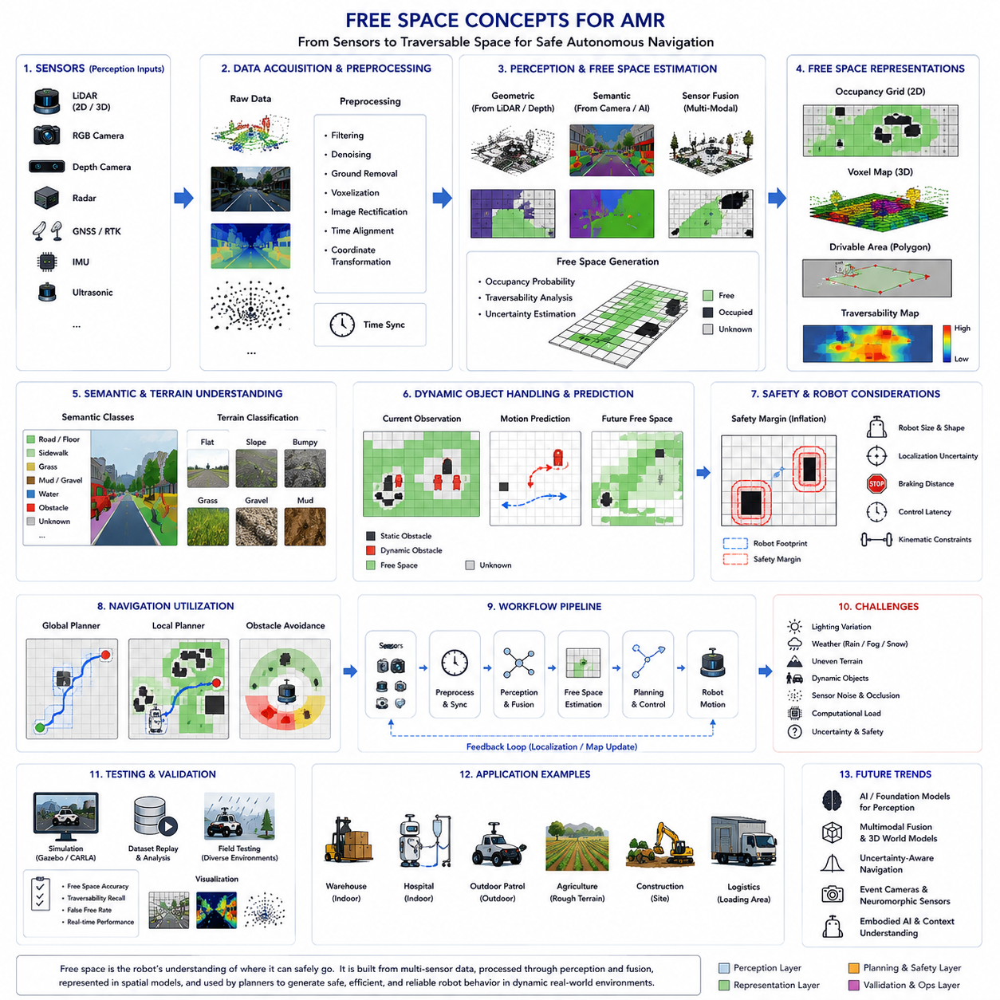 FREE SPACE CONCEPTS FOR AMR
From Sensors to Traversable Space for Safe Autonomous Navigation
1. SENSORS (Perception Inputs)
LiDAR
(2D / 3D)
RGB Camera
Depth Camera
Radar
GNSS / RTK
IMU
Ultrasonic
...
2. DATA ACQUISITION & PREPROCESSING
Raw Data
...
Preprocessing
• Filtering
• Denoising
• Ground Removal
• Voxelization
• Image Rectification
• Time Alignment
• Coordinate
Transformation
Time Sync
3. PERCEPTION & FREE SPACE ESTIMATION
Geometric
(From LiDAR / Depth)
Semantic
(From Camera / AI)
Sensor Fusion
(Multi-Modal)
Free Space Generation
• Occupancy Probability
• Traversability Analysis
• Uncertainty Estimation
Free
Occupied
Unknown
4. FREE SPACE REPRESENTATIONS
Occupancy Grid (2D)
Voxel Map (3D)
Drivable Area (Polygon)
Traversability Map
High
Low
5. SEMANTIC & TERRAIN UNDERSTANDING
Semantic Classes
Road / Floor
Sidewalk
Grass
Mud / Gravel
Water
Obstacle
Unknown
...
Terrain Classification
Flat
Slope
Bumpy
Grass
Gravel
Mud
6. DYNAMIC OBJECT HANDLING & PREDICTION
Current Observation
Motion Prediction
Future Free Space
Static Obstacle
Dynamic Obstacle
Free Space
Unknown
7. SAFETY & ROBOT CONSIDERATIONS
Safety Margin (Inflation)
Robot Footprint
Safety Margin
Robot Size & Shape
Localization Uncertainty
STOP
Braking Distance
Control Latency
Kinematic Constraints
8. NAVIGATION UTILIZATION
Global Planner
Local Planner
Obstacle Avoidance
9. WORKFLOW PIPELINE
Sensors
Preprocess
& Sync
Perception
& Fusion
Free Space
Estimation
Planning
& Control
Robot
Motion
Feedback Loop (Localization / Map Update)
10. CHALLENGES
Lighting Variation
Weather (Rain / Fog / Snow)
Uneven Terrain
Dynamic Objects
Sensor Noise & Occlusion
Computational Load
Uncertainty & Safety
11. TESTING & VALIDATION
Simulation
(Gazebo / CARLA)
Dataset Replay
& Analysis
Field Testing
(Diverse Environments)
• Free Space Accuracy
• Traversability Recall
• False Free Rate
• Real-time Performance
Visualization
12. APPLICATION EXAMPLES
Warehouse
(Indoor)
Hospital
(Indoor)
Outdoor Patrol
(Outdoor)
Agriculture
(Rough Terrain)
Construction
(Site)
Logistics
(Loading Area)
13. FUTURE TRENDS
AI / Foundation Models
for Perception
Multimodal Fusion
& 3D World Models
Uncertainty-Aware
Navigation
Event Cameras &
Neuromorphic Sensors
Embodied AI & Context
Understanding
Free space is the robot's understanding of where it can safely go. It is built from multi-sensor data, processed through perception and fusion,
represented in spatial models, and used by planners to generate safe, efficient, and reliable robot behavior in dynamic real-world environments.
Perception Layer
Representation Layer
Planning & Safety Layer
Validation & Ops Layer